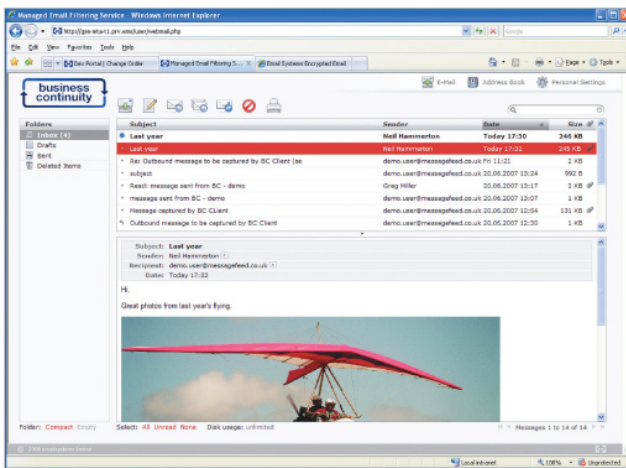 Managed Email Filtering Service - Windows Internet Explorer
Google
File Edit View Favorites Tools Help
Dev Portal | Change Order
Managed Email Filtering S...
Email Systems Encrypted Email
Page Tools
business
continuity
E-Mail Address Book Personal Settings
Folders
Inbox (4)
Drafts
Sent
Deleted Items
Subject Sender Date Size
Last year Neil Hammerton Today 17:30 246 KB
Last year Neil Hammerton Today 17:32 245 KB
Re: Outbound message to be captured by BC Client (se demo.user@messagefeed.co.uk Fri 11:21 2 KB
subject demo.user@messagefeed.co.uk 20.06.2007 13:24 992 B
Read: message sent from BC - demo Greg Miller 20.06.2007 13:17 2 KB
message sent from BC - demo demo.user@messagefeed.co.uk 20.06.2007 13:07 1 KB
Message captured by BC CLient demo.user@messagefeed.co.uk 20.06.2007 12:54 131 KB
Outbound message to be captured by BC Client demo.user@messagefeed.co.uk 20.06.2007 12:30 1 KB
Subject: Last year
Sender: Neil Hammerton
Recipient: demo.user@messagefeed.co.uk
Date: Today 17:32
Hi,
Great photos from last year's flying.
Folder: Compact Empty Select: All Unread None Disk usage: unlimited Messages 1 to 14 of 14
Local intranet 100% Unprotected